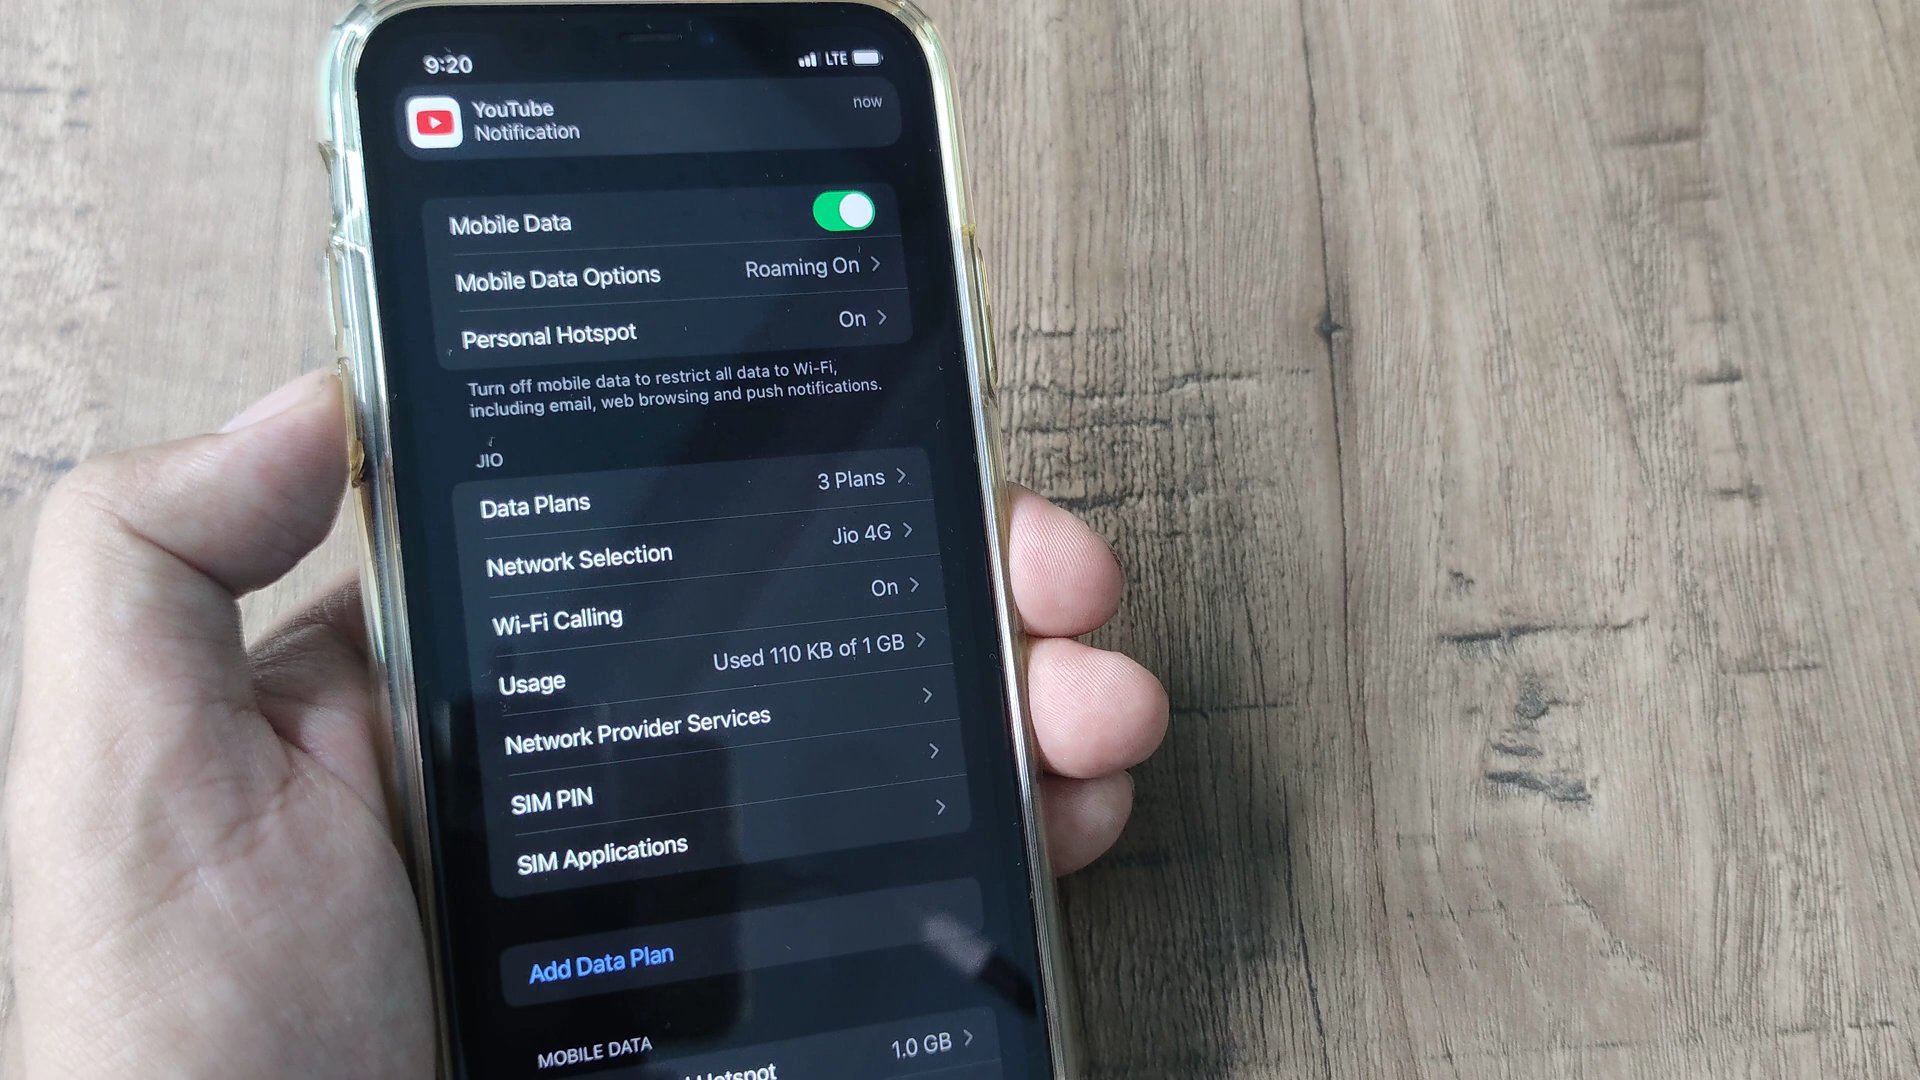 9:20 LTE
YouTube now
Notification
Mobile Data
Mobile Data Options Roaming On
Personal Hotspot On
Turn off mobile data to restrict all data to Wi-Fi,
including email, web browsing and push notifications.
JIO
Data Plans 3 Plans
Network Selection Jio 4G
Wi-Fi Calling On
Usage Used 110 KB of 1 GB
Network Provider Services
SIM PIN
SIM Applications
Add Data Plan
MOBILE DATA
Hotspot 1.0 GB